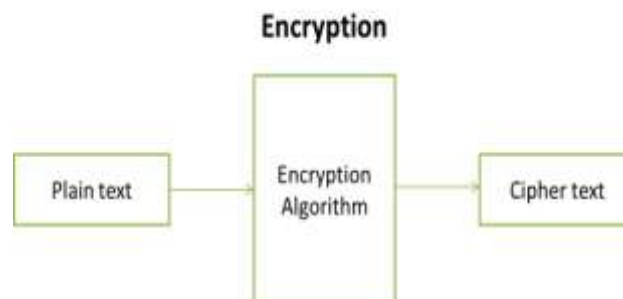 Encryption
Plain text
Encryption
Algorithm
Cipher text